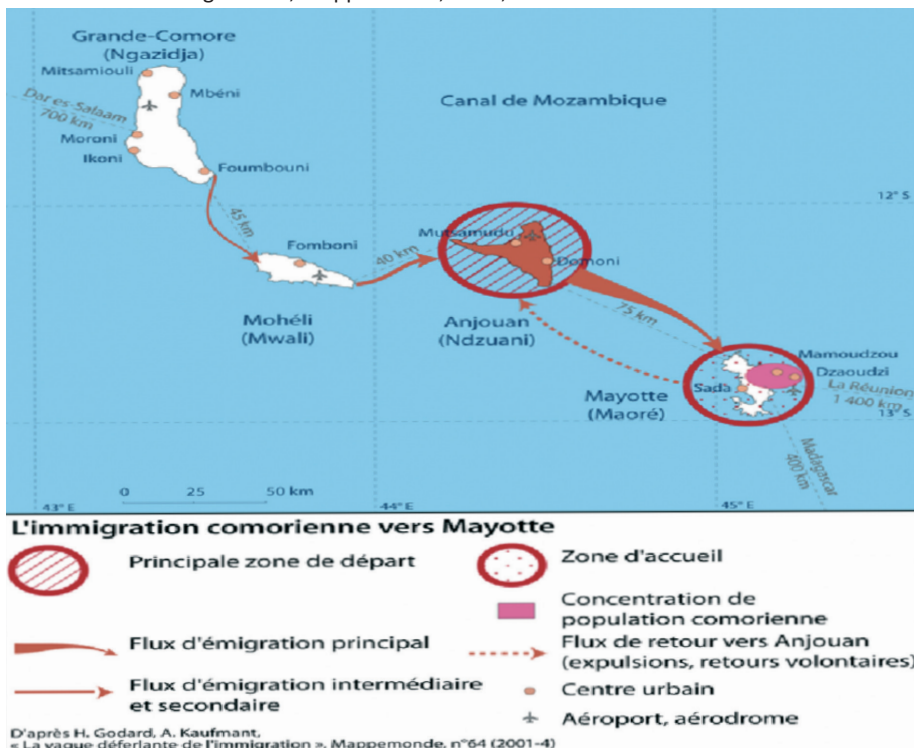 Grande-Comore
(Ngazidja)
Mitsamiouli
Mbéni
Canal de Mozambique
Dar es-Salaam
700 km
Moroni
Ikoni
Foumbouni
12° S
45 km
Mutsamudu
Fomboni
40 km
Domoni
Mohéli
(Mwali)
Anjouan
(Ndzuani)
75 km
Mamoudzou
Dzaoudzi
Sada
La Réunion
1 400 km
Mayotte
(Maoré)
13° S
Madagascar
400 km
0 25 50 km
43° E
44° E
45° E
L'immigration comorienne vers Mayotte
Principale zone de départ
Zone d'accueil
Concentration de
population comorienne
Flux d'émigration principal
Flux de retour vers Anjouan
(expulsions, retours volontaires)
Flux d'émigration intermédiaire
et secondaire
Centre urbain
Aéroport, aérodrome
D'après H. Godard, A. Kaufmant,
« La vague déferlante de l'immigration », Mappemonde, n°64 (2001-4)